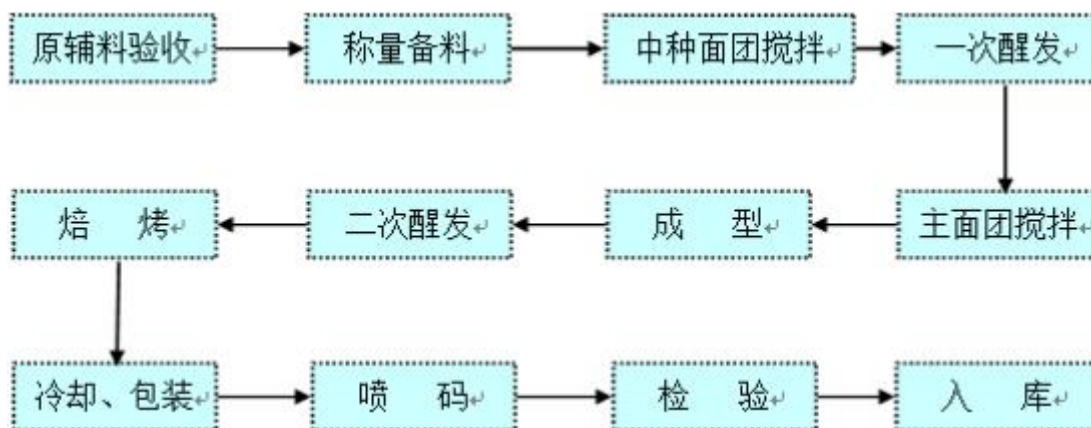 原辅料验收
称量备料
中种面团搅拌
一次醒发
主面团搅拌
成 型
二次醒发
焙 烤
冷却、包装
喷 码
检 验
入 库